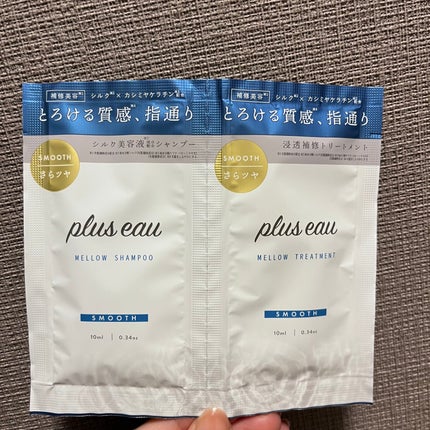 補修美容
シルク × カシミヤケラチン
とろける質感、指通り
シルク美容液 シャンプー
SMOOTH
さらツヤ
plus eau
MELLOW SHAMPOO
SMOOTH
10ml | 0.34oz
補修美容
シルク × カシミヤケラチン
とろける質感、指通り
浸透補修トリートメント
SMOOTH
さらツヤ
plus eau
MELLOW TREATMENT
SMOOTH
10ml | 0.34oz